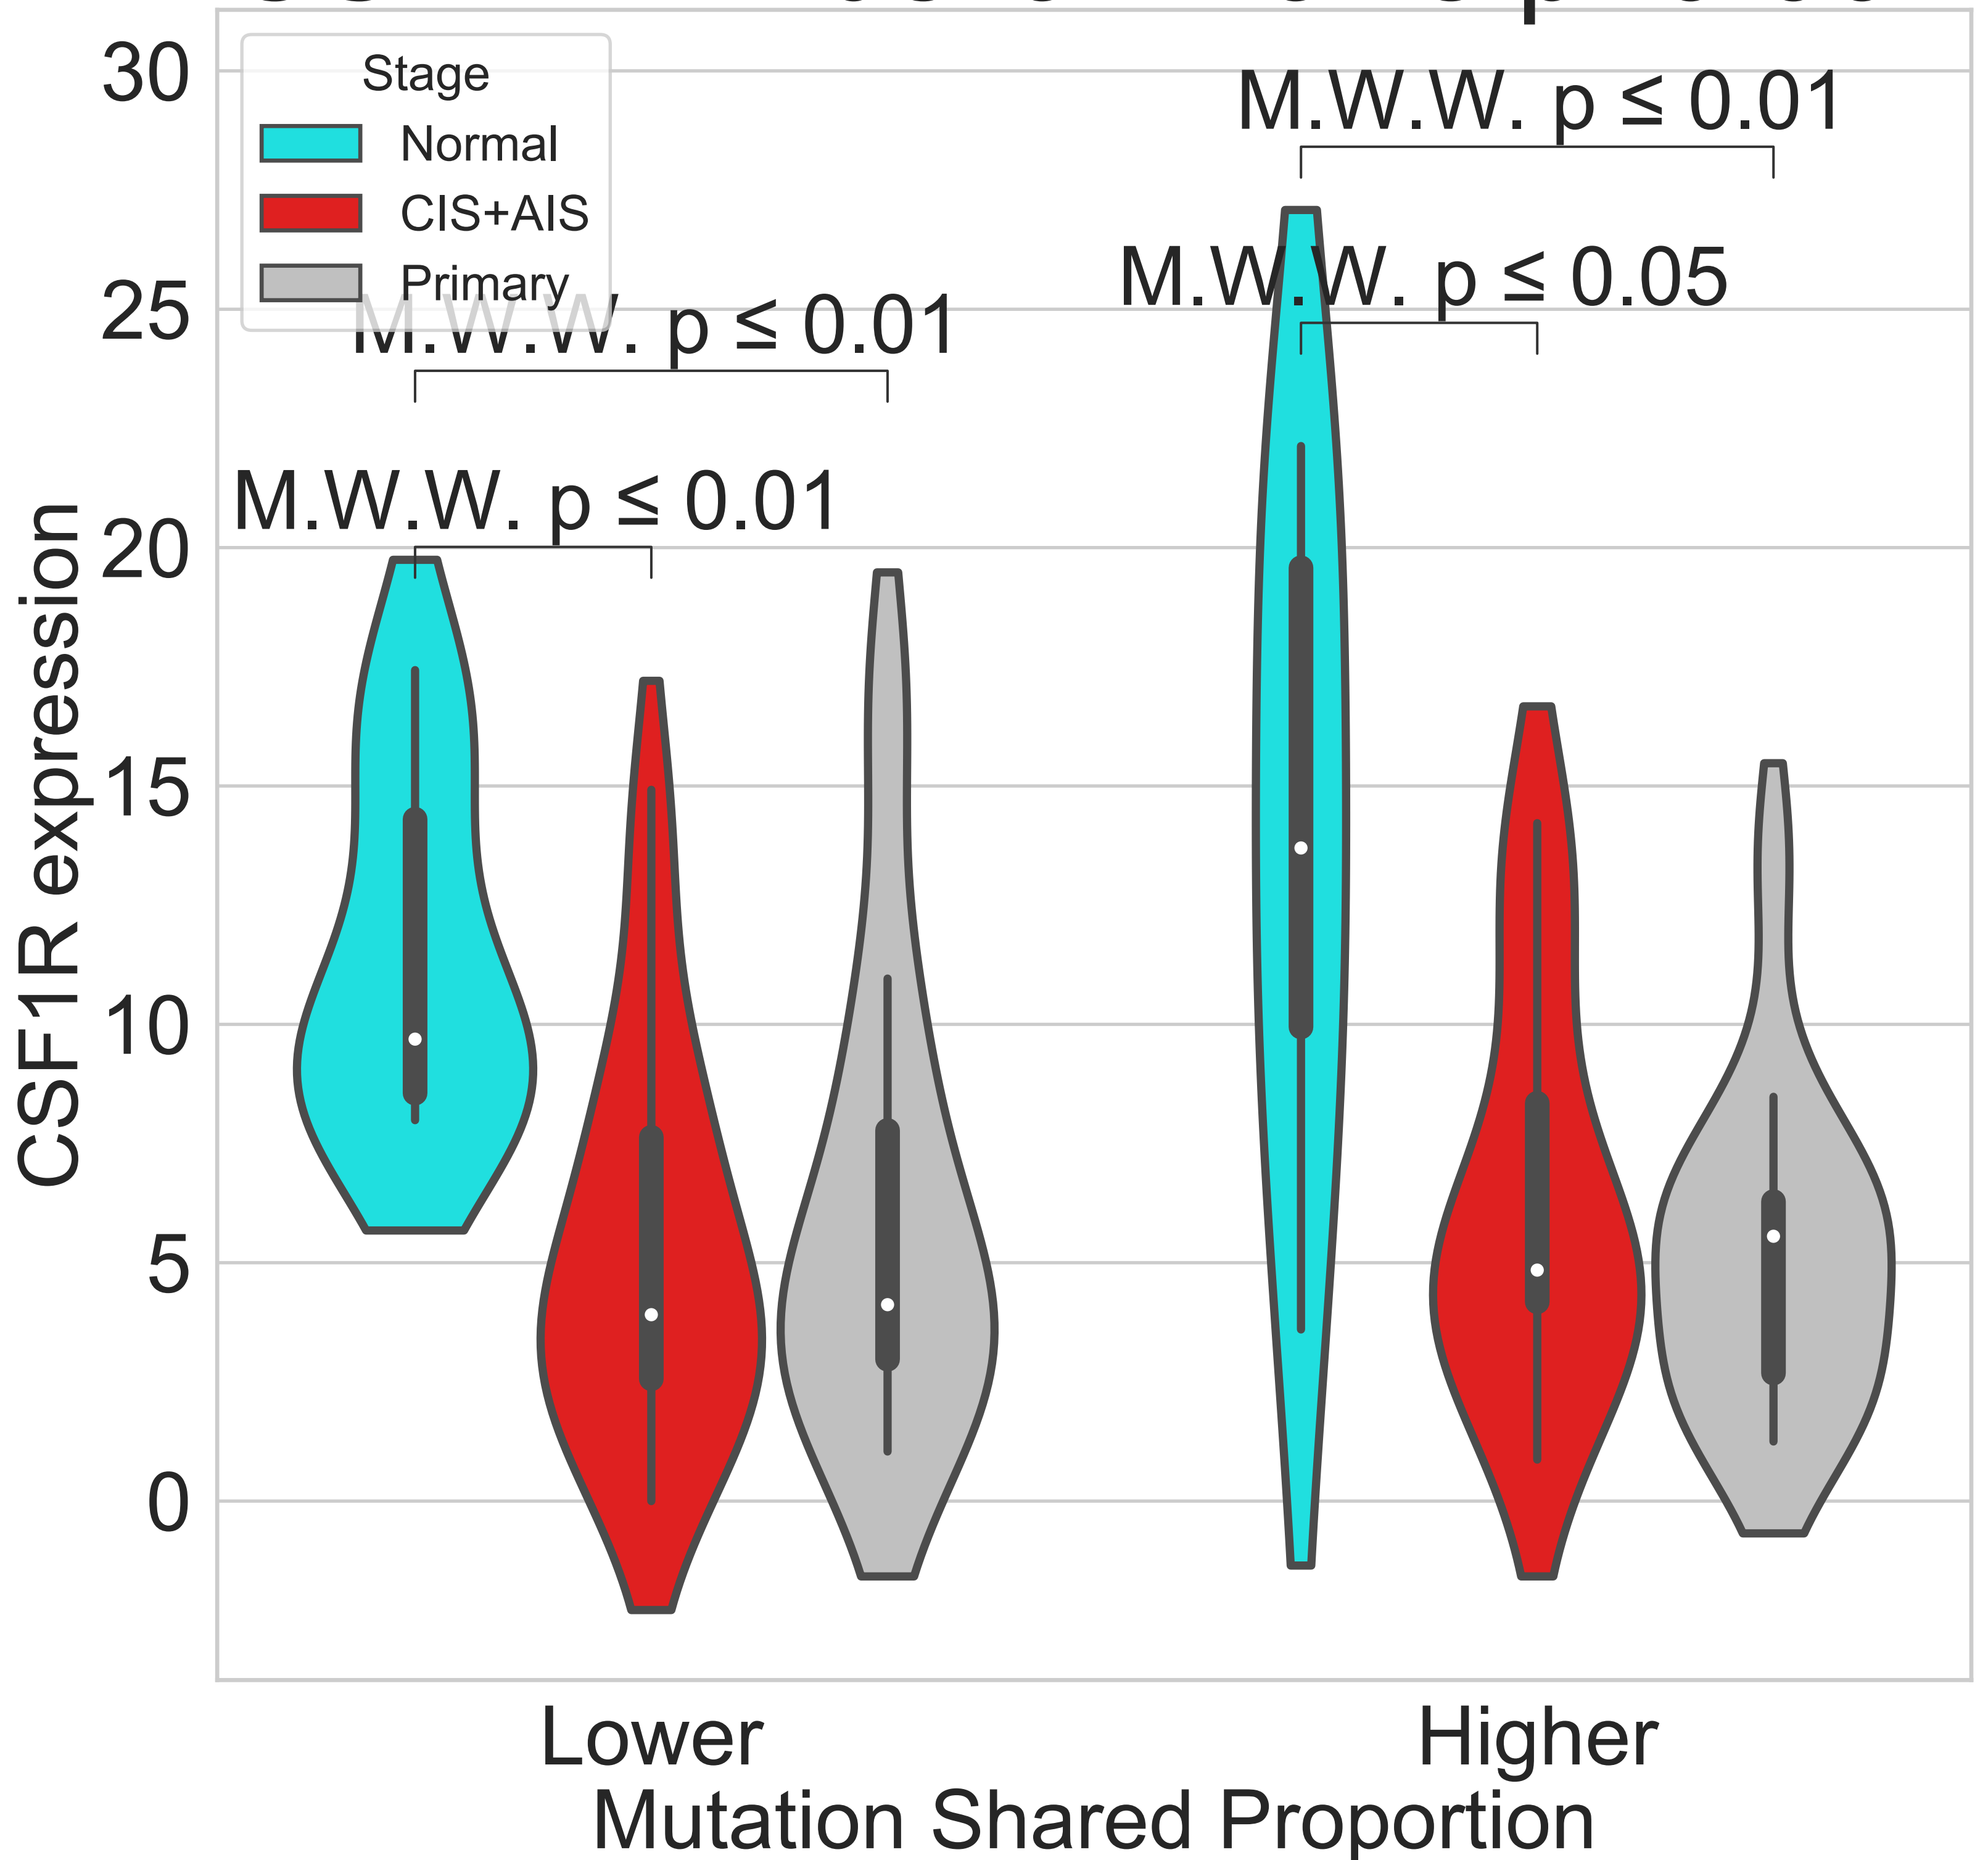 30
25
20
15
10
5
0
CSF1R expression
Stage
Normal
CIS+AIS
Primary
M.W.W. p ≤ 0.01
M.W.W. p ≤ 0.05
M.W.W. p ≤ 0.01
M.W.W. p ≤ 0.01
Lower
Higher
Mutation Shared Proportion